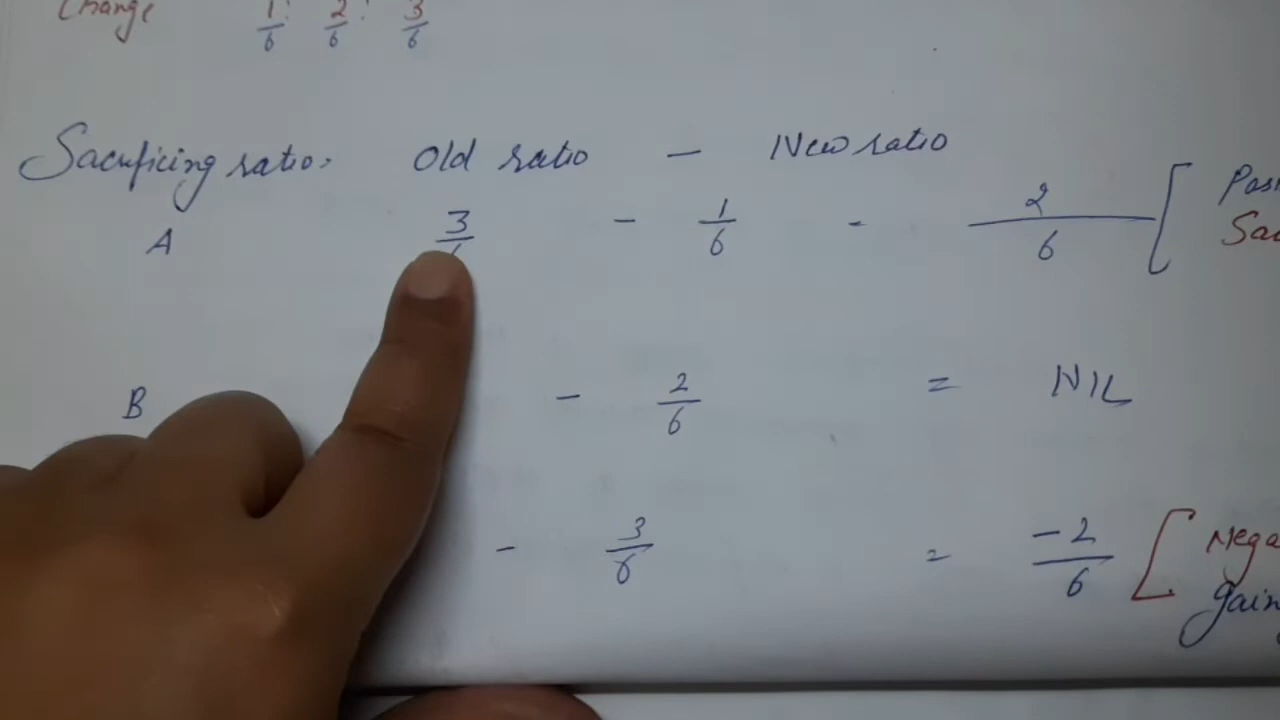 Change 1/6 : 2/6 : 3/6
Sacrificing ratio = Old ratio - New ratio
A 3/ - 1/6 - 2/6 [ Posi
Sac
B - 2/6 = NIL
- 3/6 = -2/6 [ Nega
gain